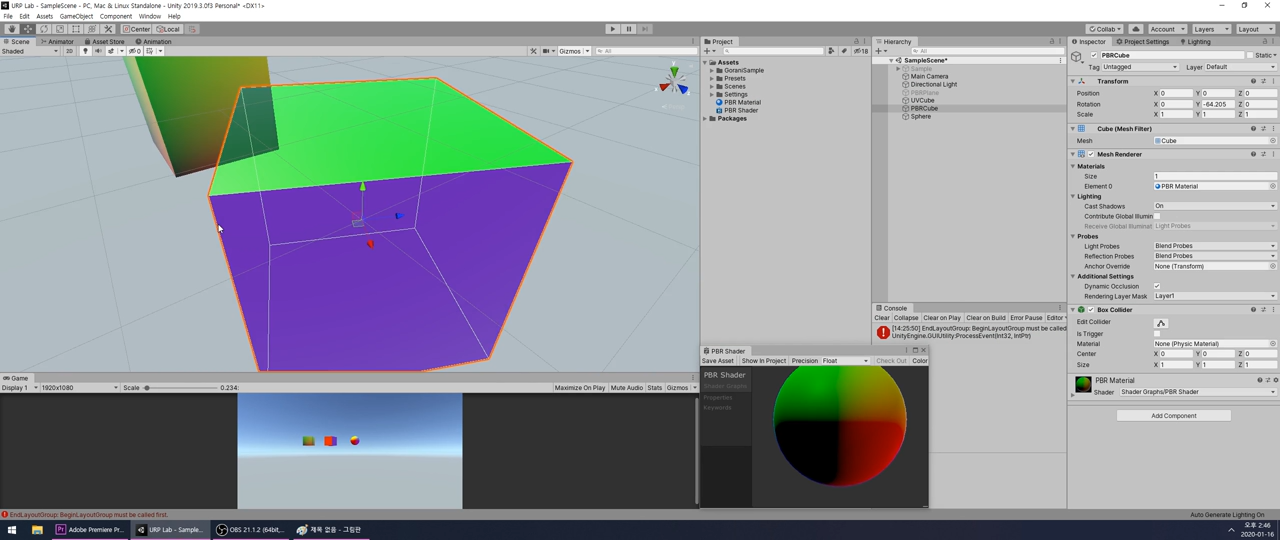 URP Lab - SampleScene - PC, Mac & Linux Standalone - Unity 2019.3.0f3 Personal* <DX11>
File Edit Assets GameObject Component Window Help
Center Local
Collab Account Layers Layout
Scene Animator Asset Store Animation
Shaded 2D Gizmos All
Project
18
Assets
GoraniSample
Presets
Scenes
Settings
PBR Material
PBR Shader
Packages
Hierarchy
All
SampleScene*
Sample
Main Camera
Directional Light
PBRPlane
UVCube
PBRCube
Sphere
Console
Clear Collapse Clear on Play Clear on Build Error Pause Editor
[14:25:50] EndLayoutGroup: BeginLayoutGroup must be called
UnityEngine.GUIUtility:ProcessEvent(Int32, IntPtr)
PBR Shader
Save Asset Show In Project Precision Float Check Out Color
PBR Shader
Shader Graphs
Properties
Keywords
Game
Display 1 1920x1080 Scale 0.234: Maximize On Play Mute Audio Stats Gizmos
Inspector Project Settings Lighting
PBRCube Static
Tag Untagged Layer Default
Transform
Position X 0 Y 0 Z 0
Rotation X 0 Y -64.205 Z 0
Scale X 1 Y 1 Z 1
Cube (Mesh Filter)
Mesh Cube
Mesh Renderer
Materials
Size 1
Element 0 PBR Material
Lighting
Cast Shadows On
Contribute Global Illumin
Receive Global Illuminat Light Probes
Probes
Light Probes Blend Probes
Reflection Probes Blend Probes
Anchor Override None (Transform)
Additional Settings
Dynamic Occlusion
Rendering Layer Mask Layer1
Box Collider
Edit Collider
Is Trigger
Material None (Physic Material)
Center X 0 Y 0 Z 0
Size X 1 Y 1 Z 1
PBR Material
Shader Shader Graphs/PBR Shader
Add Component
EndLayoutGroup: BeginLayoutGroup must be called first.
Auto Generate Lighting On
Adobe Premiere Pr... URP Lab - Sample... OBS 21.1.2 (64bit,... 제목 없음 - 그림판
오후 2:46
2020-01-16